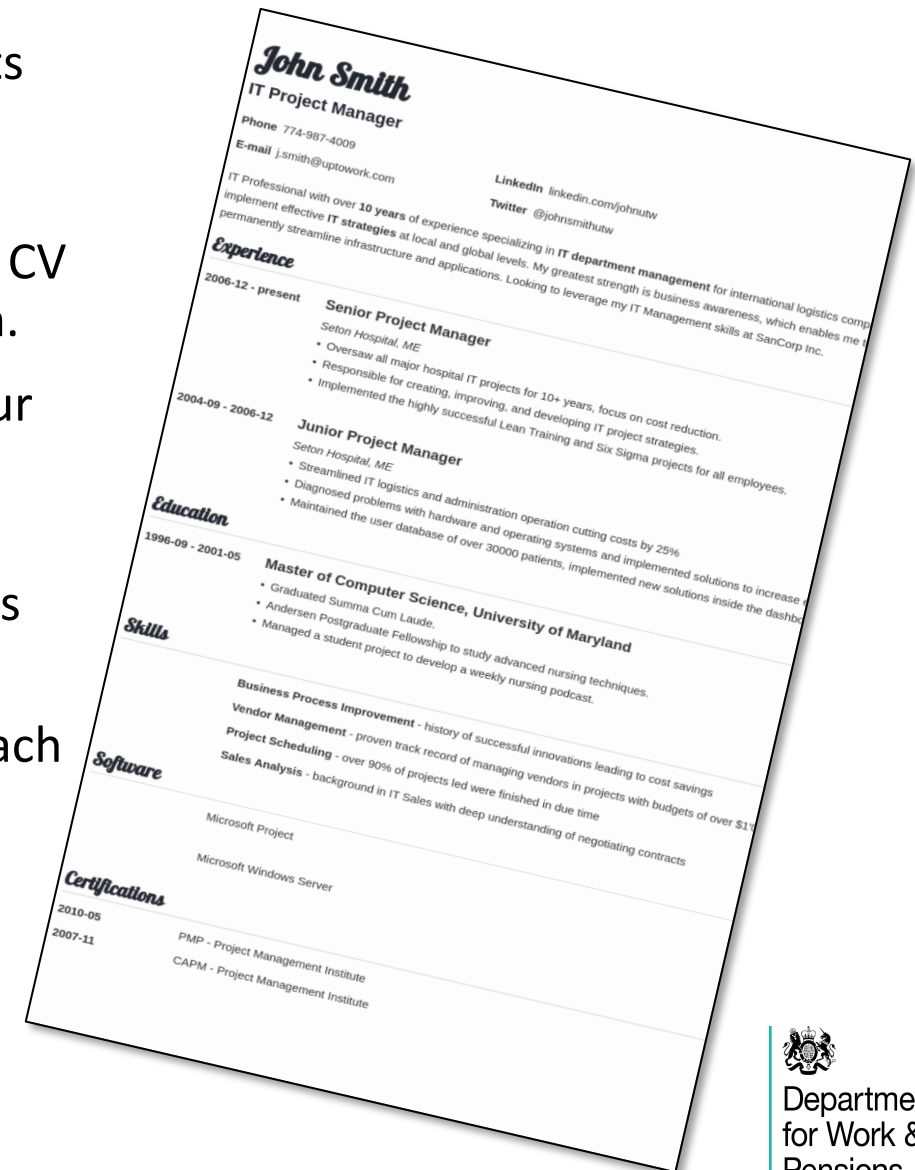 CV
John Smith
IT Project Manager
Phone 774-987-4009
E-mail j.smith@uptowork.com
LinkedIn linkedin.com/johnutw
Twitter @johnsmithutw
IT Professional with over 10 years of experience specializing in IT department management for international logistics comp
implement effective IT strategies at local and global levels. My greatest strength is business awareness, which enables me t
permanently streamline infrastructure and applications. Looking to leverage my IT Management skills at SanCorp Inc.
Experience
2006-12 - present
Senior Project Manager
Seton Hospital, ME
• Oversaw all major hospital IT projects for 10+ years, focus on cost reduction.
• Responsible for creating, improving, and developing IT project strategies.
• Implemented the highly successful Lean Training and Six Sigma projects for all employees.
2004-09 - 2006-12
Junior Project Manager
Seton Hospital, ME
• Streamlined IT logistics and administration operation cutting costs by 25%
• Diagnosed problems with hardware and operating systems and implemented solutions to increase e
• Maintained the user database of over 30000 patients, implemented new solutions inside the dashbo
Education
1996-09 - 2001-05
Master of Computer Science, University of Maryland
• Graduated Summa Cum Laude.
• Andersen Postgraduate Fellowship to study advanced nursing techniques.
• Managed a student project to develop a weekly nursing podcast.
Skills
Business Process Improvement - history of successful innovations leading to cost savings
Vendor Management - proven track record of managing vendors in projects with budgets of over $1
Project Scheduling - over 90% of projects led were finished in due time
Sales Analysis - background in IT Sales with deep understanding of negotiating contracts
Software
Microsoft Project
Microsoft Windows Server
Certifications
2010-05
PMP - Project Management Institute
2007-11
CAPM - Project Management Institute
Departme
for Work &
Pensions